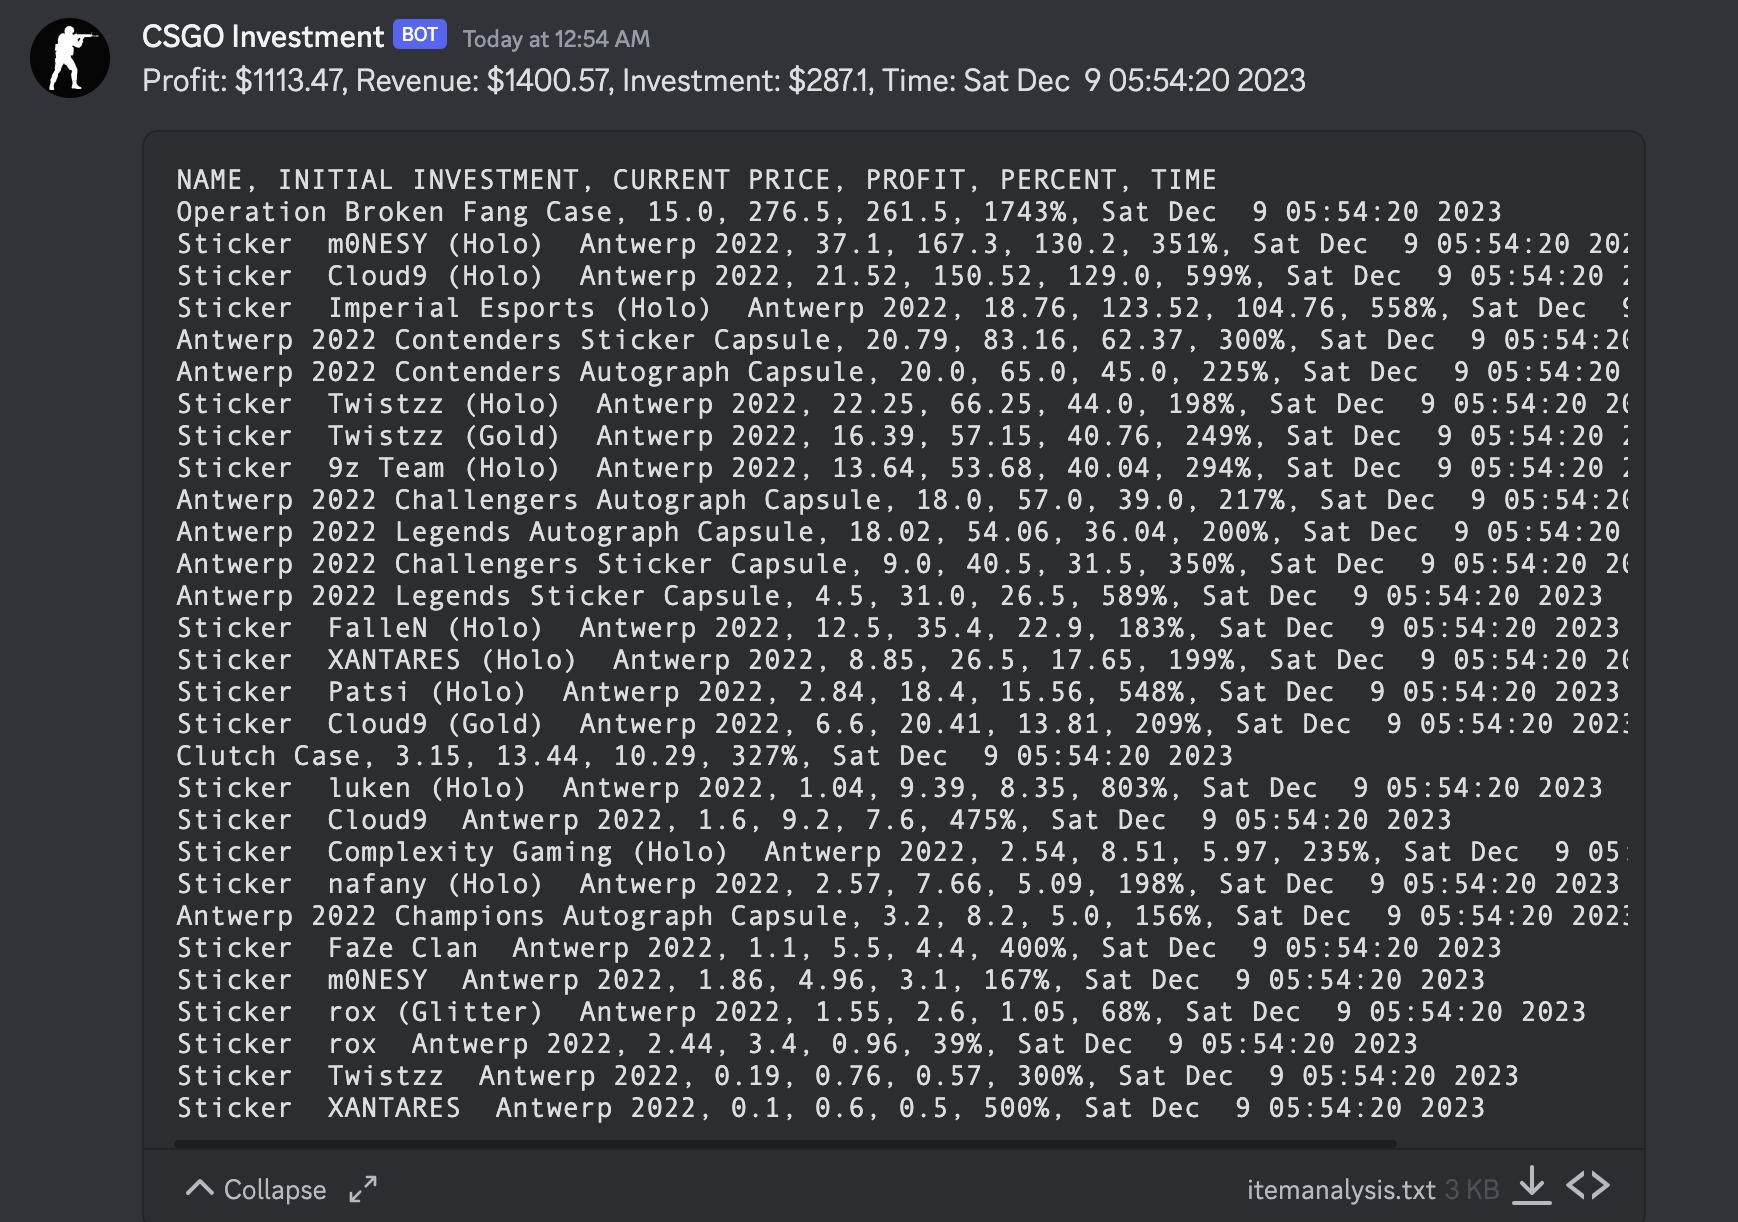 CSGO Investment BOT Today at 12:54 AM
Profit: $1113.47, Revenue: $1400.57, Investment: $287.1, Time: Sat Dec  9 05:54:20 2023
NAME, INITIAL INVESTMENT, CURRENT PRICE, PROFIT, PERCENT, TIME
Operation Broken Fang Case, 15.0, 276.5, 261.5, 1743%, Sat Dec  9 05:54:20 2023
Sticker  m0NESY (Holo)  Antwerp 2022, 37.1, 167.3, 130.2, 351%, Sat Dec  9 05:54:20
Sticker  Cloud9 (Holo)  Antwerp 2022, 21.52, 150.52, 129.0, 599%, Sat Dec  9 05:54:20
Sticker  Imperial Esports (Holo)  Antwerp 2022, 18.76, 123.52, 104.76, 558%, Sat Dec
Antwerp 2022 Contenders Sticker Capsule, 20.79, 83.16, 62.37, 300%, Sat Dec  9 05:54:20
Antwerp 2022 Contenders Autograph Capsule, 20.0, 65.0, 45.0, 225%, Sat Dec  9 05:54:20
Sticker  Twistzz (Holo)  Antwerp 2022, 22.25, 66.25, 44.0, 198%, Sat Dec  9 05:54:20
Sticker  Twistzz (Gold)  Antwerp 2022, 16.39, 57.15, 40.76, 249%, Sat Dec  9 05:54:20
Sticker  9z Team (Holo)  Antwerp 2022, 13.64, 53.68, 40.04, 294%, Sat Dec  9 05:54:20
Antwerp 2022 Challengers Autograph Capsule, 18.0, 57.0, 39.0, 217%, Sat Dec  9 05:54:20
Antwerp 2022 Legends Autograph Capsule, 18.02, 54.06, 36.04, 200%, Sat Dec  9 05:54:20
Antwerp 2022 Challengers Sticker Capsule, 9.0, 40.5, 31.5, 350%, Sat Dec  9 05:54:20
Antwerp 2022 Legends Sticker Capsule, 4.5, 31.0, 26.5, 589%, Sat Dec  9 05:54:20 2023
Sticker  FalleN (Holo)  Antwerp 2022, 12.5, 35.4, 22.9, 183%, Sat Dec  9 05:54:20 2023
Sticker  XANTARES (Holo)  Antwerp 2022, 8.85, 26.5, 17.65, 199%, Sat Dec  9 05:54:20
Sticker  Patsi (Holo)  Antwerp 2022, 2.84, 18.4, 15.56, 548%, Sat Dec  9 05:54:20 2023
Sticker  Cloud9 (Gold)  Antwerp 2022, 6.6, 20.41, 13.81, 209%, Sat Dec  9 05:54:20 2023
Clutch Case, 3.15, 13.44, 10.29, 327%, Sat Dec  9 05:54:20 2023
Sticker  luken (Holo)  Antwerp 2022, 1.04, 9.39, 8.35, 803%, Sat Dec  9 05:54:20 2023
Sticker  Cloud9  Antwerp 2022, 1.6, 9.2, 7.6, 475%, Sat Dec  9 05:54:20 2023
Sticker  Complexity Gaming (Holo)  Antwerp 2022, 2.54, 8.51, 5.97, 235%, Sat Dec  9 05:
Sticker  nafany (Holo)  Antwerp 2022, 2.57, 7.66, 5.09, 198%, Sat Dec  9 05:54:20 2023
Antwerp 2022 Champions Autograph Capsule, 3.2, 8.2, 5.0, 156%, Sat Dec  9 05:54:20 2023
Sticker  FaZe Clan  Antwerp 2022, 1.1, 5.5, 4.4, 400%, Sat Dec  9 05:54:20 2023
Sticker  m0NESY  Antwerp 2022, 1.86, 4.96, 3.1, 167%, Sat Dec  9 05:54:20 2023
Sticker  rox (Glitter)  Antwerp 2022, 1.55, 2.6, 1.05, 68%, Sat Dec  9 05:54:20 2023
Sticker  rox  Antwerp 2022, 2.44, 3.4, 0.96, 39%, Sat Dec  9 05:54:20 2023
Sticker  Twistzz  Antwerp 2022, 0.19, 0.76, 0.57, 300%, Sat Dec  9 05:54:20 2023
Sticker  XANTARES  Antwerp 2022, 0.1, 0.6, 0.5, 500%, Sat Dec  9 05:54:20 2023
Collapse itemanalysis.txt 3 KB